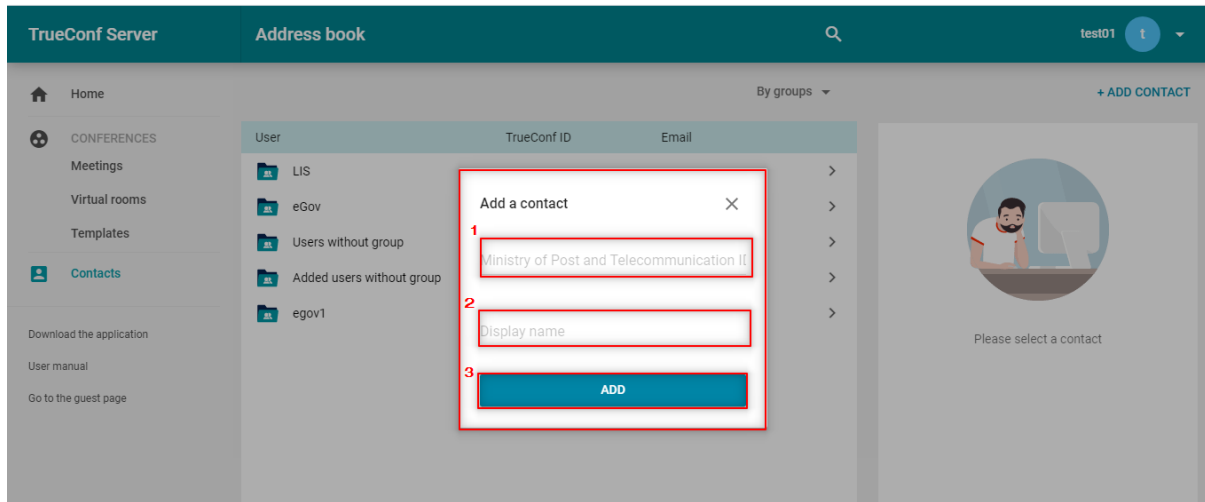 TrueConf Server
Address book
test01 t
Home
By groups
+ ADD CONTACT
CONFERENCES
Meetings
Virtual rooms
Templates
Contacts
Download the application
User manual
Go to the guest page
User TrueConf ID Email
LIS
eGov
Users without group
Added users without group
egov1
Add a contact
1
Ministry of Post and Telecommunication
2
Display name
3
ADD
Please select a contact